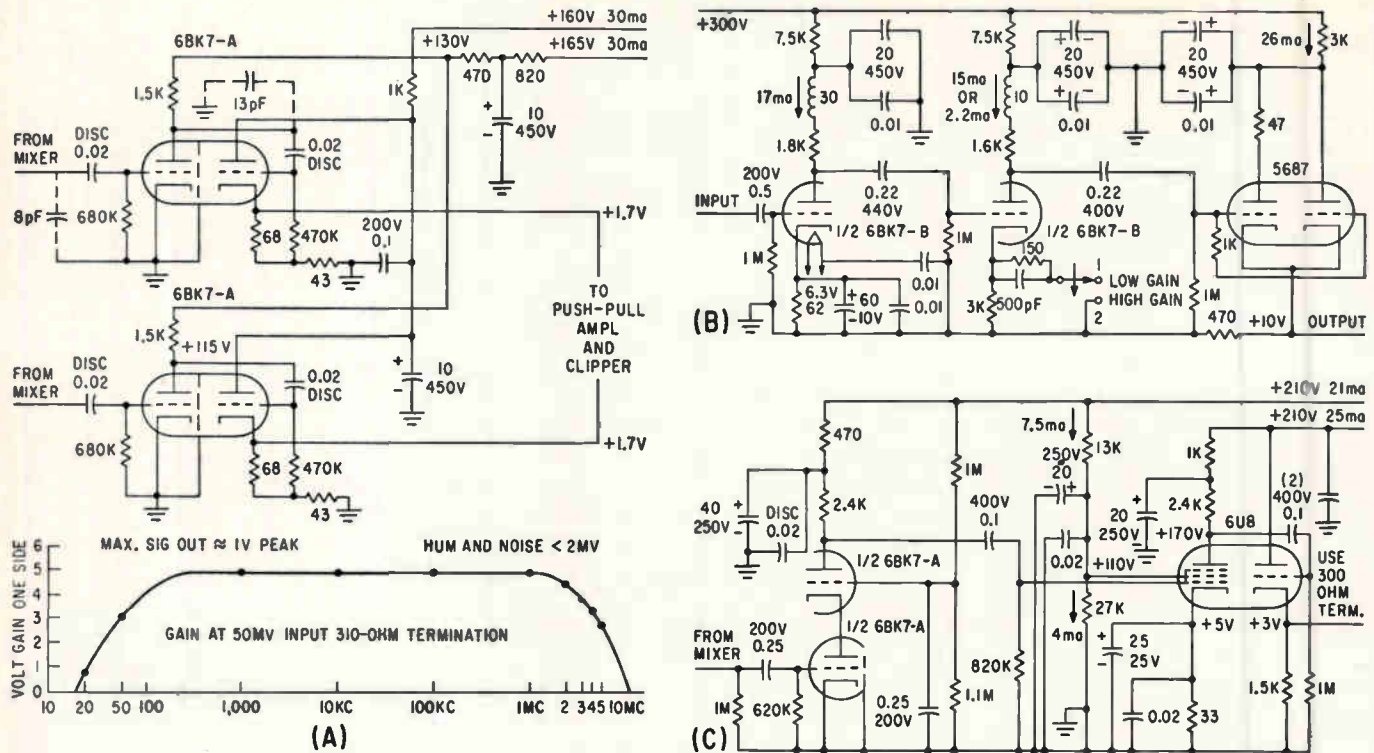 +160V 30ma
+130V
+165V 30ma
6BK7-A
470
820
1.5K
13pF
1K
+
10
450V
-
FROM
MIXER
DISC
0.02
0.02
DISC
8pF
680K
+1.7V
200V
0.1
68
470K
43
6BK7-A
TO
PUSH-PULL
AMPL
AND
CLIPPER
1.5K
+115V
FROM
MIXER
DISC
0.02
0.02
DISC
+
10
450V
-
680K
+1.7V
68
470K
43
MAX. SIG OUT ≈ 1V PEAK
HUM AND NOISE < 2MV
VOLT GAIN ONE SIDE
6
5
4
3
2
1
0
GAIN AT 50MV INPUT 310-OHM TERMINATION
10 20 50 100 1,000 10KC 100KC 1MC 2 345 10MC
(A)
+300V
7.5K
20
450V
0.01
17ma
30
1.8K
7.5K
+ -
20
450V
+ -
0.01
15ma
OR
2.2ma
10
1.6K
- +
20
450V
- +
0.01
26ma
3K
47
5687
INPUT
200V
0.5
0.22
440V
1/2 6BK7-B
1M
1M
0.22
400V
1/2 6BK7-B
150
1K
6.3V
62
+
60
-10V
0.01
0.01
3K
500pF
1
LOW GAIN
HIGH GAIN
2
1M
470
+10V
OUTPUT
(B)
+210V 21ma
+210V 25ma
470
7.5ma
13K
1K
250V
20
- +
1M
40
250V
+
-
DISC
0.02
2.4K
400V
0.1
0.02
+110V
+
20
250V
-
2.4K
+170V
6U8
(2)
400V
0.1
1/2 6BK7-A
USE
300
OHM
TERM.
1/2 6BK7-A
27K
4ma
+5V
+3V
FROM
MIXER
200V
0.25
1M
620K
0.25
200V
1.1M
820K
+
25
25V
-
0.02
33
1.5K
1M
(C)